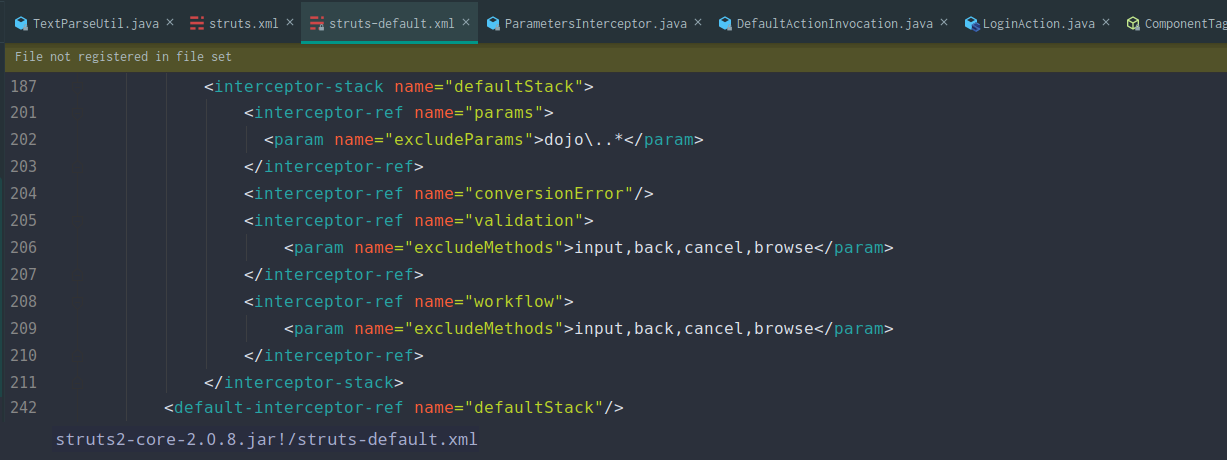 TextParseUtil.java × struts.xml × struts-default.xml × ParametersInterceptor.java × DefaultActionInvocation.java × LoginAction.java × ComponentTag
File not registered in file set
187 <interceptor-stack name="defaultStack">
201 <interceptor-ref name="params">
202 <param name="excludeParams">dojo\..*</param>
203 </interceptor-ref>
204 <interceptor-ref name="conversionError"/>
205 <interceptor-ref name="validation">
206 <param name="excludeMethods">input,back,cancel,browse</param>
207 </interceptor-ref>
208 <interceptor-ref name="workflow">
209 <param name="excludeMethods">input,back,cancel,browse</param>
210 </interceptor-ref>
211 </interceptor-stack>
242 <default-interceptor-ref name="defaultStack"/>
struts2-core-2.0.8.jar!/struts-default.xml